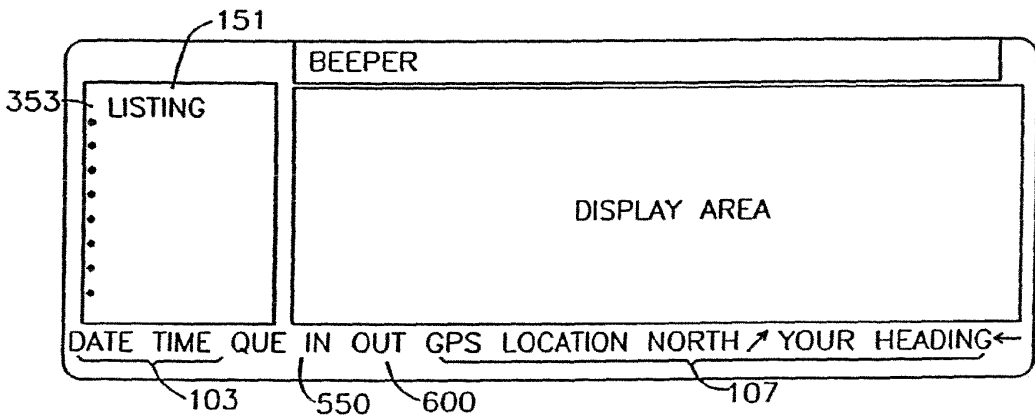 151
BEEPER
353 LISTING
DISPLAY AREA
DATE TIME QUE IN OUT GPS LOCATION NORTH↗ YOUR HEADING←
103 550 600 107